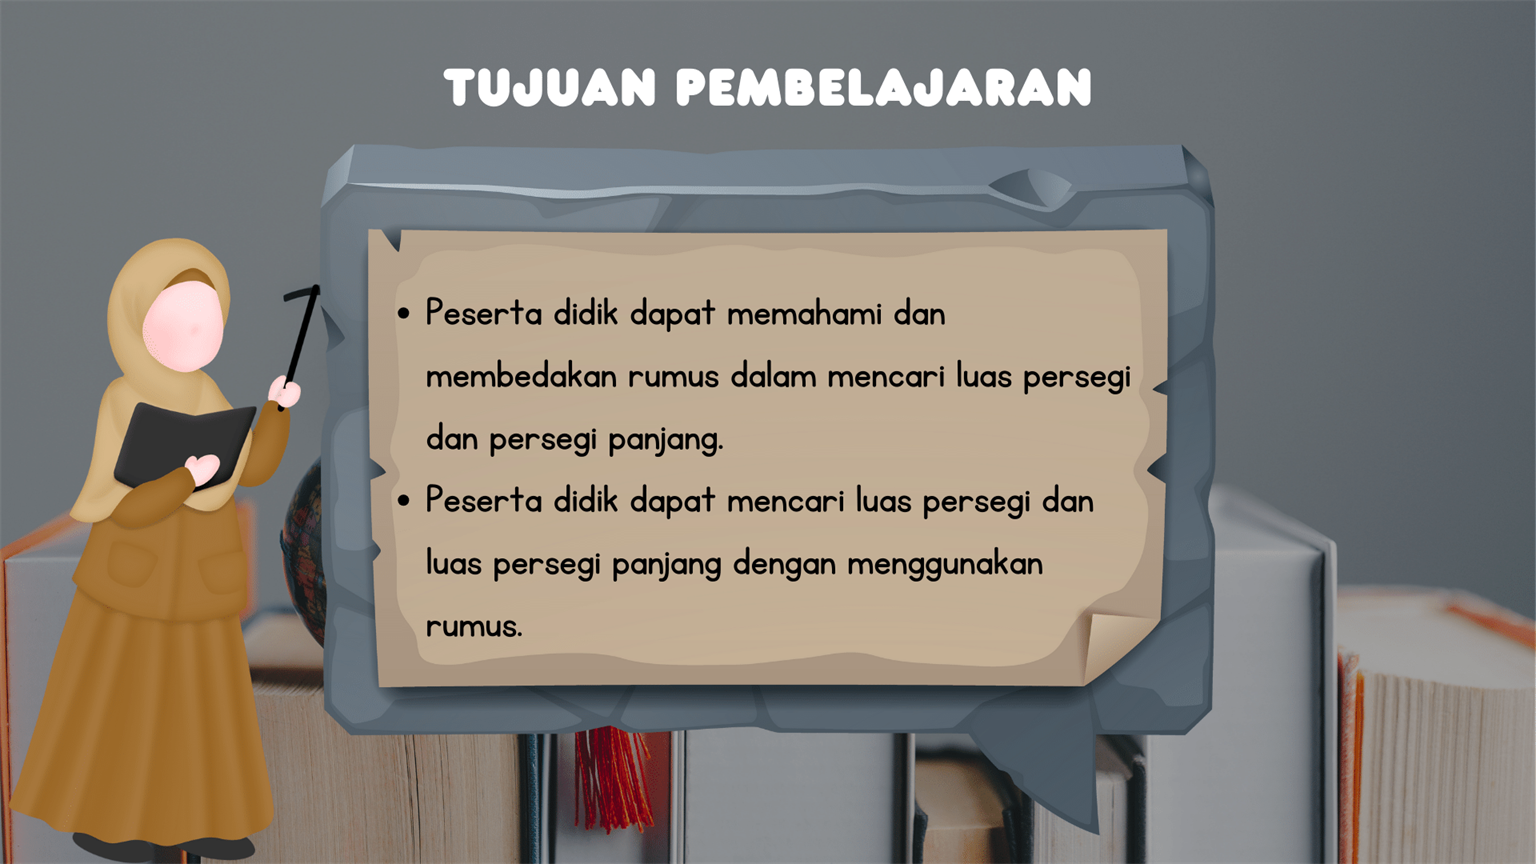 TUJUAN PEMBELAJARAN
• Peserta didik dapat memahami dan
membedakan rumus dalam mencari luas persegi
dan persegi panjang.
• Peserta didik dapat mencari luas persegi dan
luas persegi panjang dengan menggunakan
rumus.